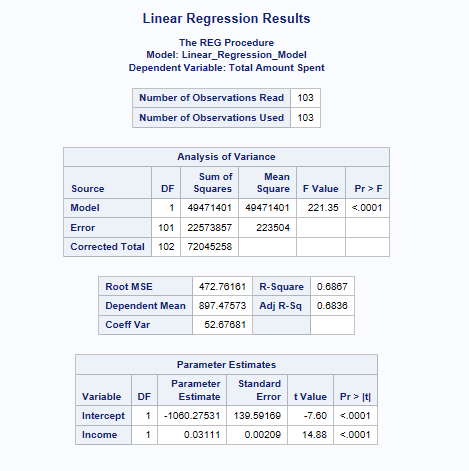 Linear Regression Results
The REG Procedure
Model: Linear_Regression_Model
Dependent Variable: Total Amount Spent
Number of Observations Read 103
Number of Observations Used 103
Analysis of Variance
Source DF Sum of Squares Mean Square F Value Pr > F
Model 1 49471401 49471401 221.35 <.0001
Error 101 22573857 223504
Corrected Total 102 72045258
Root MSE 472.76161 R-Square 0.6867
Dependent Mean 897.47573 Adj R-Sq 0.6836
Coeff Var 52.67681
Parameter Estimates
Variable DF Parameter Estimate Standard Error t Value Pr > |t|
Intercept 1 -1060.27531 139.59169 -7.60 <.0001
Income 1 0.03111 0.00209 14.88 <.0001